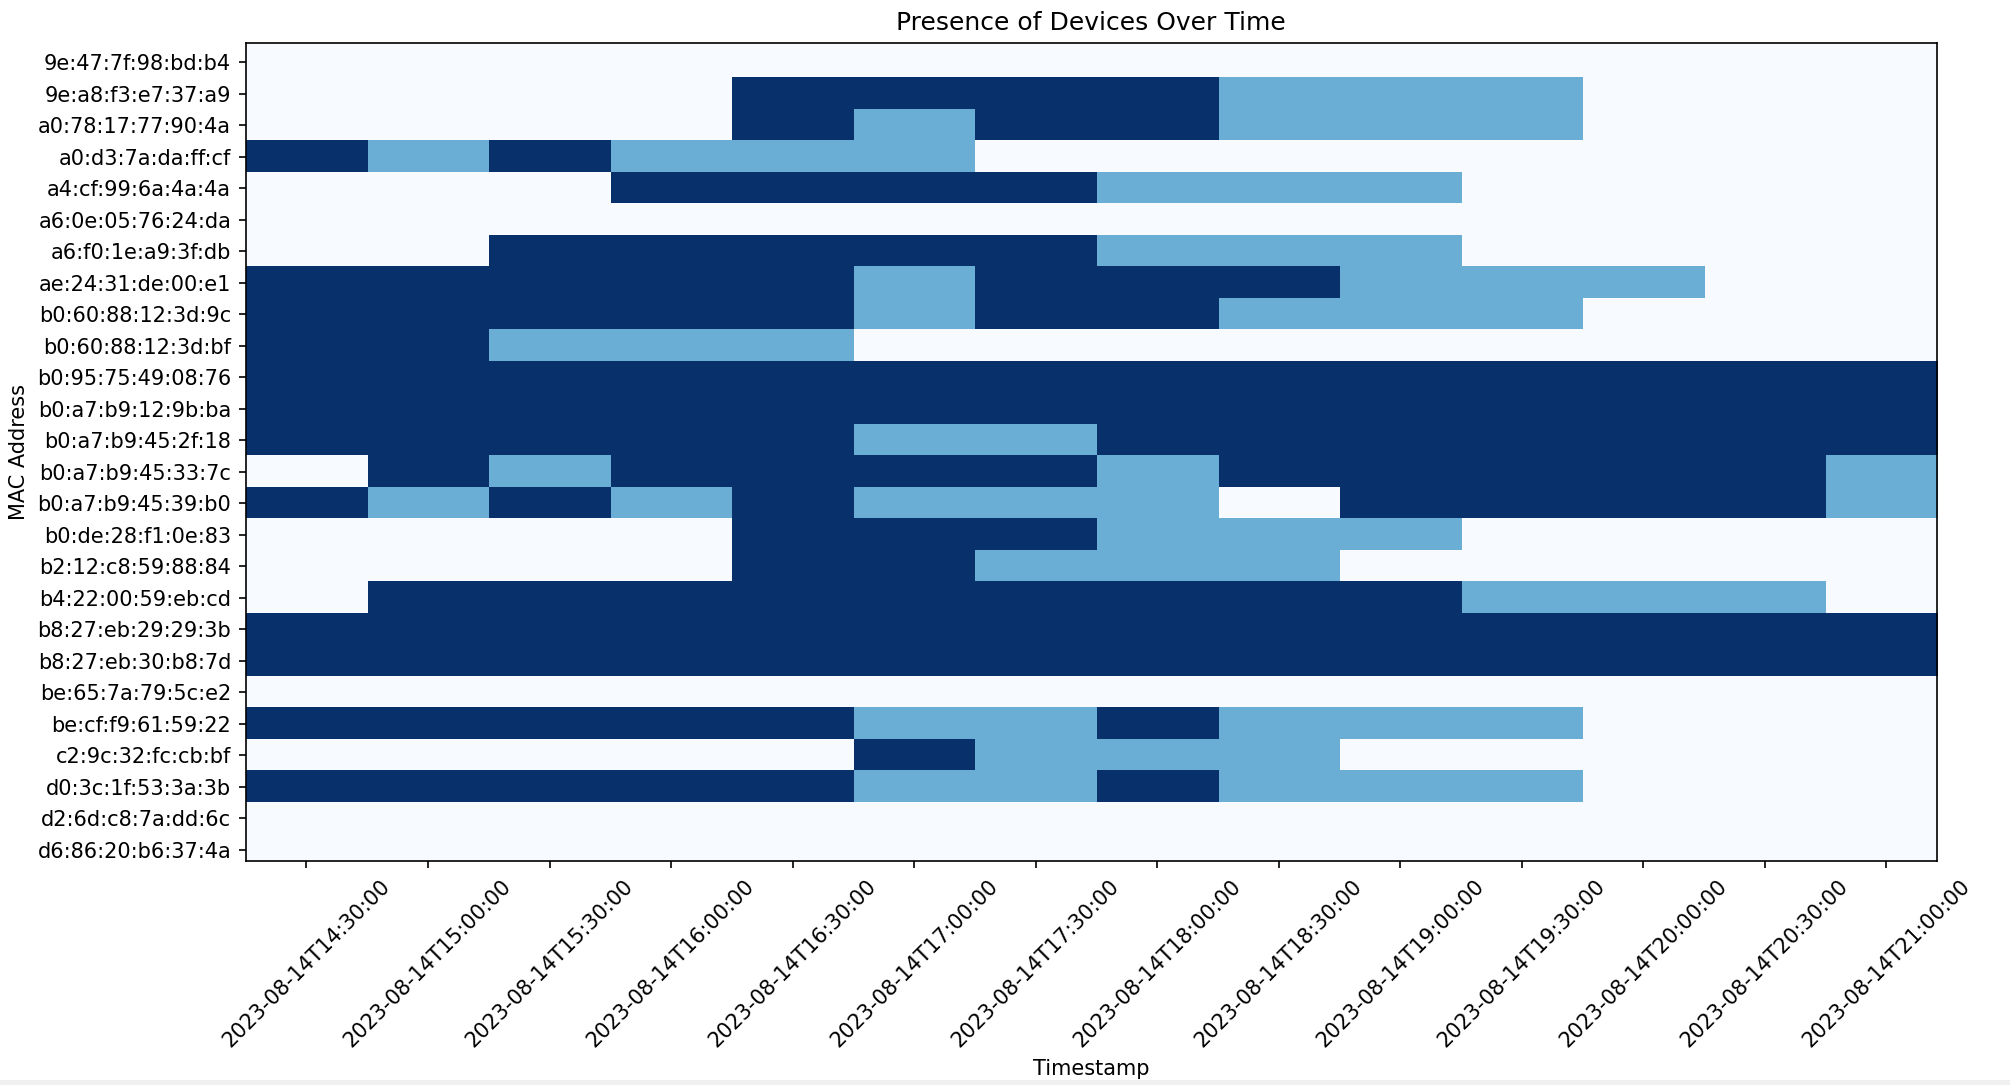 Presence of Devices Over Time
MAC Address
9e:47:7f:98:bd:b4
9e:a8:f3:e7:37:a9
a0:78:17:77:90:4a
a0:d3:7a:da:ff:cf
a4:cf:99:6a:4a:4a
a6:0e:05:76:24:da
a6:f0:1e:a9:3f:db
ae:24:31:de:00:e1
b0:60:88:12:3d:9c
b0:60:88:12:3d:bf
b0:95:75:49:08:76
b0:a7:b9:12:9b:ba
b0:a7:b9:45:2f:18
b0:a7:b9:45:33:7c
b0:a7:b9:45:39:b0
b0:de:28:f1:0e:83
b2:12:c8:59:88:84
b4:22:00:59:eb:cd
b8:27:eb:29:29:3b
b8:27:eb:30:b8:7d
be:65:7a:79:5c:e2
be:cf:f9:61:59:22
c2:9c:32:fc:cb:bf
d0:3c:1f:53:3a:3b
d2:6d:c8:7a:dd:6c
d6:86:20:b6:37:4a
2023-08-14T14:30:00
2023-08-14T15:00:00
2023-08-14T15:30:00
2023-08-14T16:00:00
2023-08-14T16:30:00
2023-08-14T17:00:00
2023-08-14T17:30:00
2023-08-14T18:00:00
2023-08-14T18:30:00
2023-08-14T19:00:00
2023-08-14T19:30:00
2023-08-14T20:00:00
2023-08-14T20:30:00
2023-08-14T21:00:00
Timestamp